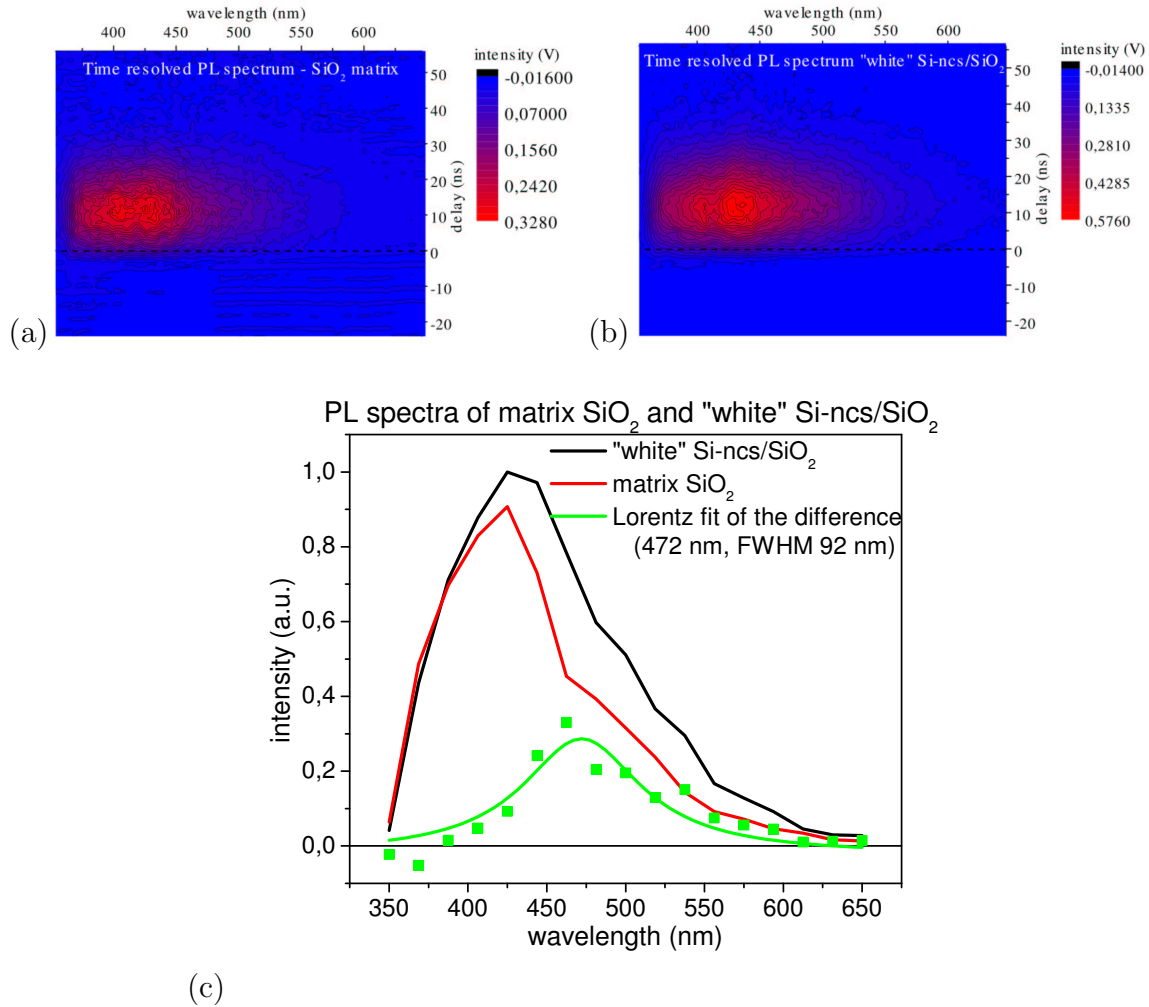 wavelength (nm)
400 450 500 550 600
Time resolved PL spectrum - SiO₂ matrix
50
40
30
20
10
0
-10
-20
delay (ns)
intensity (V)
-0,01600
0,07000
0,1560
0,2420
0,3280
(a)
wavelength (nm)
400 450 500 550 600
Time resolved PL spectrum "white" Si-ncs/SiO₂
50
40
30
20
10
0
-10
-20
delay (ns)
intensity (V)
-0,01400
0,1335
0,2810
0,4285
0,5760
(b)
PL spectra of matrix SiO₂ and "white" Si-ncs/SiO₂
"white" Si-ncs/SiO₂
matrix SiO₂
Lorentz fit of the difference
(472 nm, FWHM 92 nm)
1,0
0,8
0,6
0,4
0,2
0,0
intensity (a.u.)
350 400 450 500 550 600 650
wavelength (nm)
(c)